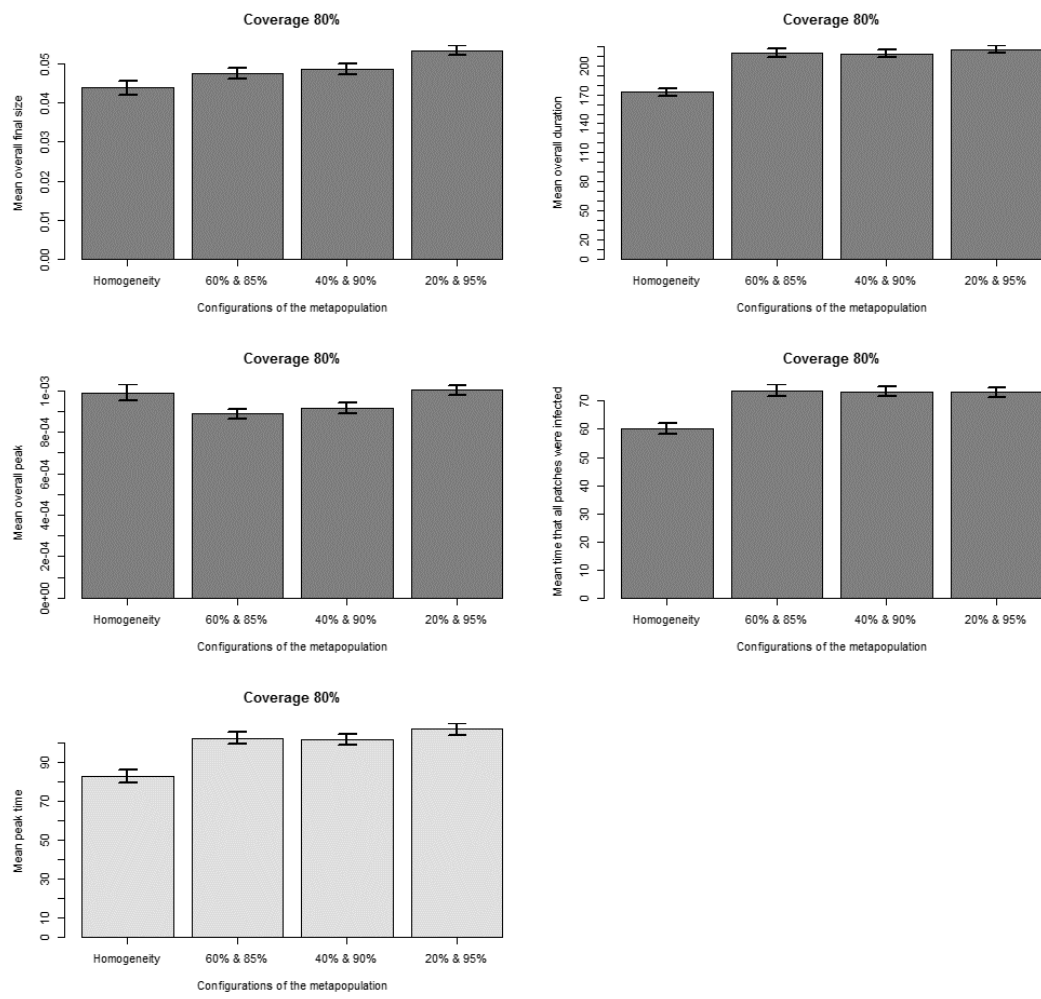 Coverage 80%
Mean overall final size
0.05
0.04
0.03
0.02
0.01
0.00
Homogeneity 60% & 85% 40% & 90% 20% & 95%
Configurations of the metapopulation
Coverage 80%
Mean overall duration
200
170
140
110
80
50
20
0
Homogeneity 60% & 85% 40% & 90% 20% & 95%
Configurations of the metapopulation
Coverage 80%
Mean overall peak
1e-03
8e-04
6e-04
4e-04
2e-04
0e+00
Homogeneity 60% & 85% 40% & 90% 20% & 95%
Configurations of the metapopulation
Coverage 80%
Mean time that all patches were infected
70
60
50
40
30
20
10
0
Homogeneity 60% & 85% 40% & 90% 20% & 95%
Configurations of the metapopulation
Coverage 80%
Mean peak time
90
70
50
30
10
0
Homogeneity 60% & 85% 40% & 90% 20% & 95%
Configurations of the metapopulation